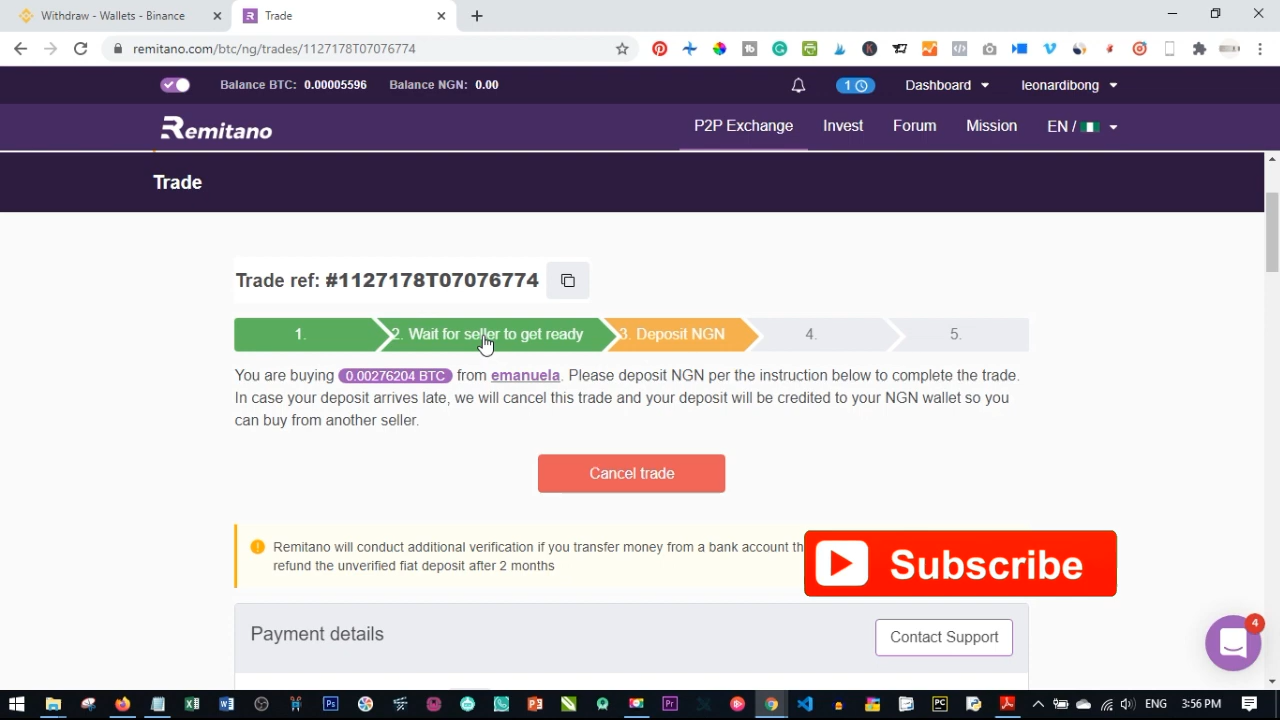 Withdraw - Wallets - Binance
Trade
remitano.com/btc/ng/trades/1127178T07076774
Balance BTC: 0.00005596 Balance NGN: 0.00
1
Dashboard
leonardibong
Remitano
P2P Exchange
Invest
Forum
Mission
EN /
Trade
Trade ref: #1127178T07076774
1.
2. Wait for seller to get ready
3. Deposit NGN
4.
5.
You are buying 0.00276204 BTC from emanuela. Please deposit NGN per the instruction below to complete the trade.
In case your deposit arrives late, we will cancel this trade and your deposit will be credited to your NGN wallet so you
can buy from another seller.
Cancel trade
Remitano will conduct additional verification if you transfer money from a bank account th
refund the unverified fiat deposit after 2 months
Subscribe
Payment details
Contact Support
4
ENG
3:56 PM